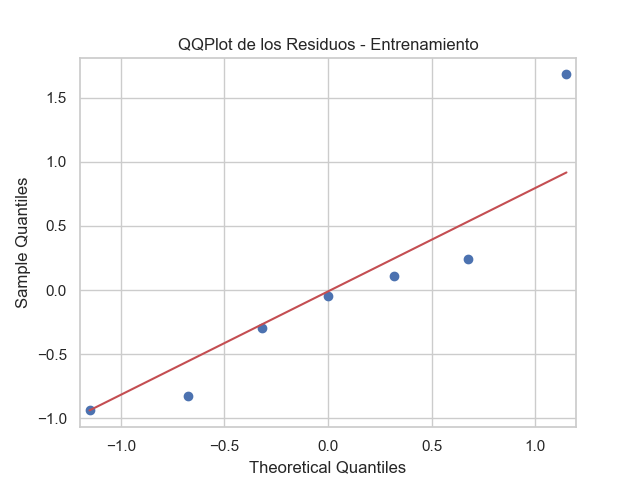 QQPlot de los Residuos - Entrenamiento
1.5
1.0
0.5
0.0
−0.5
−1.0
Sample Quantiles
−1.0 −0.5 0.0 0.5 1.0
Theoretical Quantiles